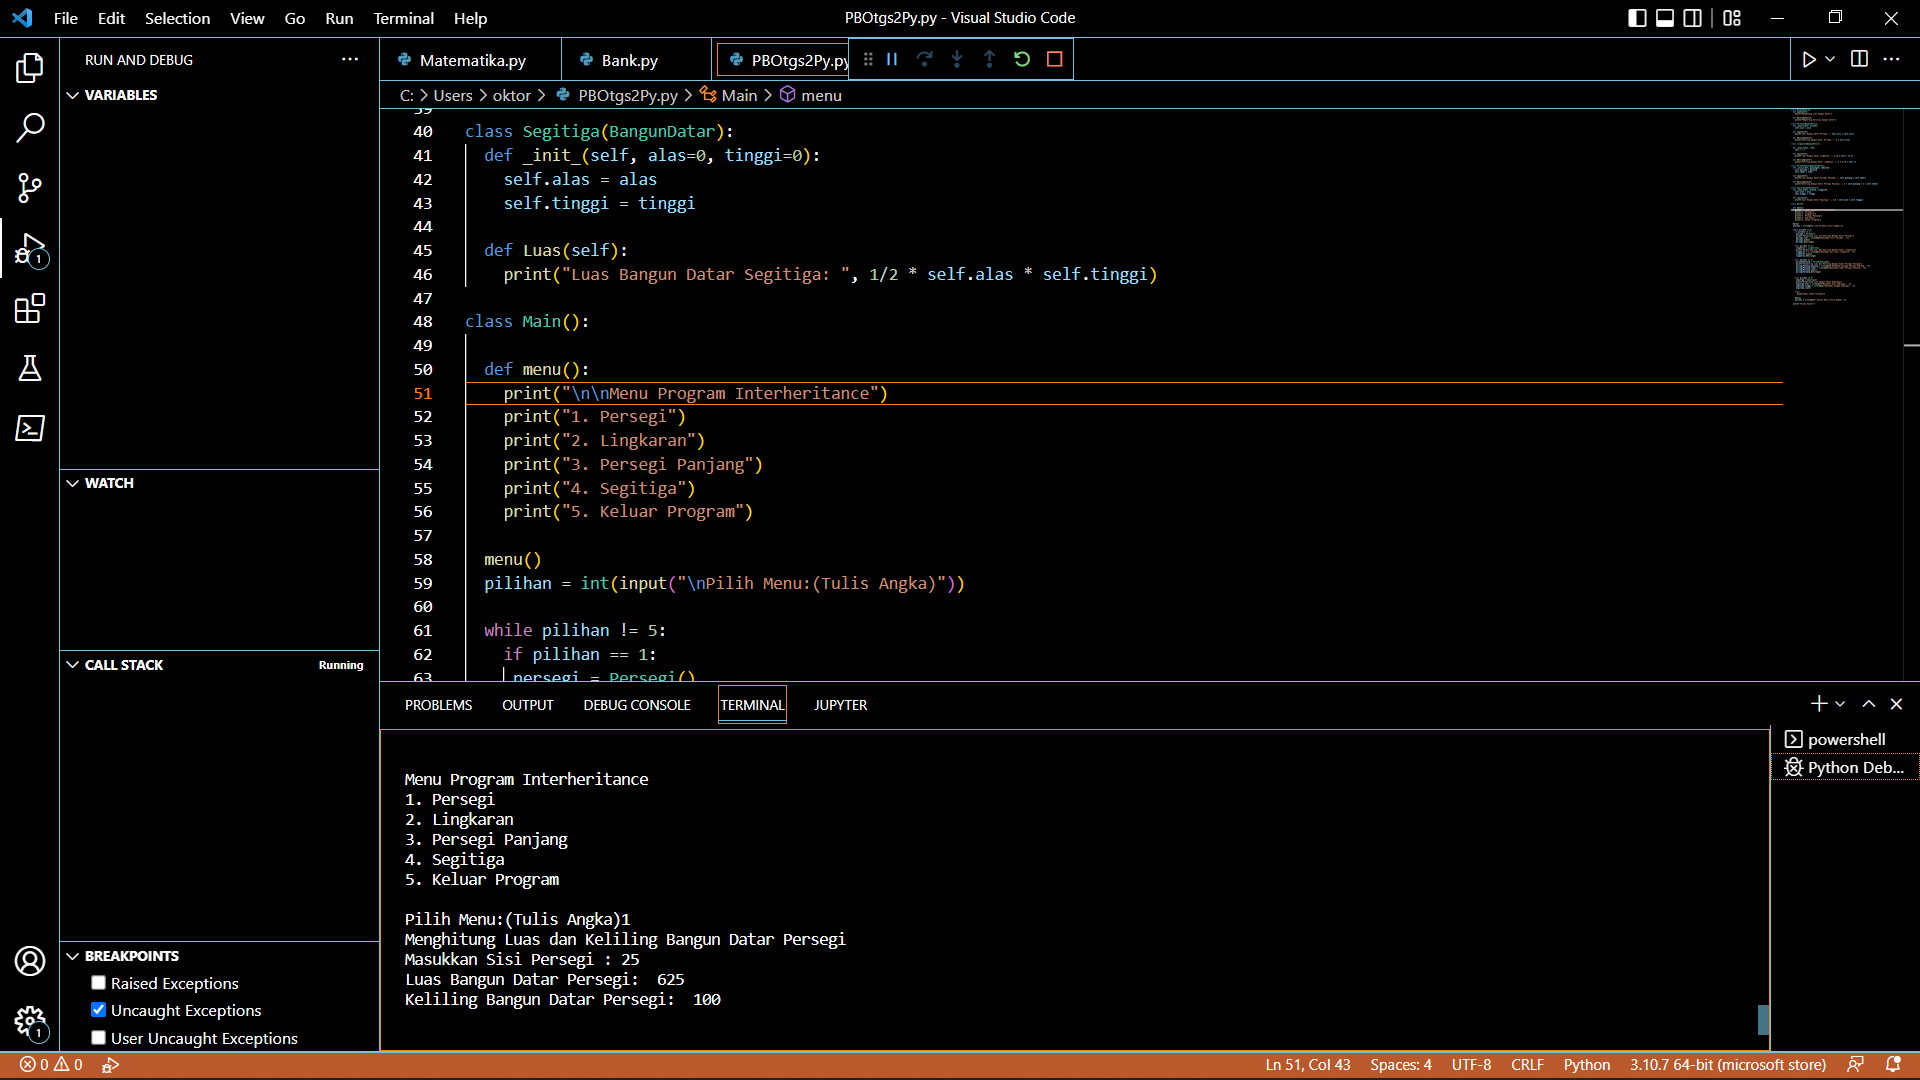 File Edit Selection View Go Run Terminal Help
PBOtgs2Py.py - Visual Studio Code
RUN AND DEBUG
Matematika.py
Bank.py
PBOtgs2Py.py
VARIABLES
C: > Users > oktor > PBOtgs2Py.py > Main > menu
39
40 class Segitiga(BangunDatar):
41 def _init_(self, alas=0, tinggi=0):
42 self.alas = alas
43 self.tinggi = tinggi
44
45 def Luas(self):
46 print("Luas Bangun Datar Segitiga: ", 1/2 * self.alas * self.tinggi)
47
48 class Main():
49
50 def menu():
51 print("\n\nMenu Program Interheritance")
52 print("1. Persegi")
53 print("2. Lingkaran")
54 print("3. Persegi Panjang")
55 print("4. Segitiga")
56 print("5. Keluar Program")
57
58 menu()
59 pilihan = int(input("\nPilih Menu:(Tulis Angka)"))
60
61 while pilihan != 5:
62 if pilihan == 1:
63 persegi = Persegi()
WATCH
CALL STACK
Running
BREAKPOINTS
Raised Exceptions
Uncaught Exceptions
User Uncaught Exceptions
1
1
PROBLEMS OUTPUT DEBUG CONSOLE TERMINAL JUPYTER
powershell
Python Deb...
Menu Program Interheritance
1. Persegi
2. Lingkaran
3. Persegi Panjang
4. Segitiga
5. Keluar Program
Pilih Menu:(Tulis Angka)1
Menghitung Luas dan Keliling Bangun Datar Persegi
Masukkan Sisi Persegi : 25
Luas Bangun Datar Persegi:  625
Keliling Bangun Datar Persegi:  100
0 0
Ln 51, Col 43 Spaces: 4 UTF-8 CRLF Python 3.10.7 64-bit (microsoft store)